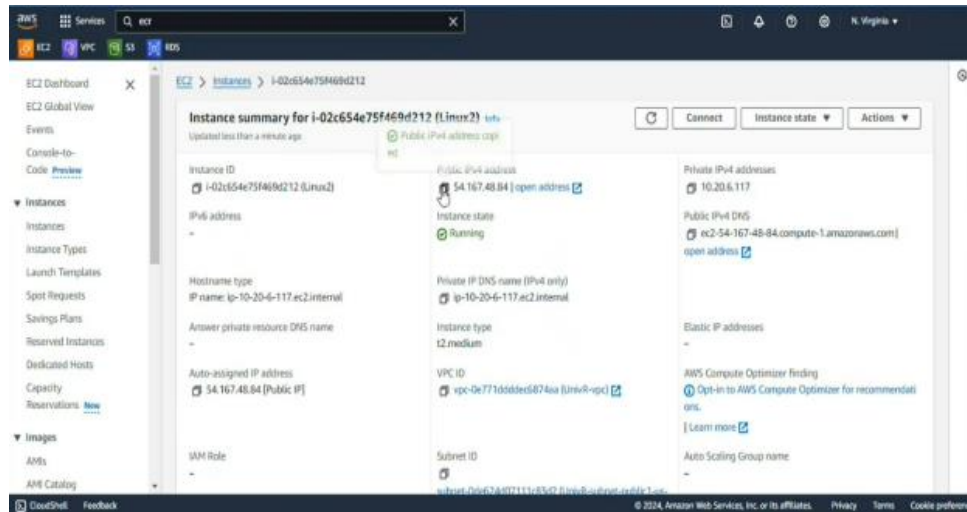 aws Services ecr N. Virginia
EC2 VPC S3 RDS
EC2 Dashboard
EC2 Global View
Events
Console-to-
Code Preview
Instances
Instances
Instance Types
Launch Templates
Spot Requests
Savings Plans
Reserved Instances
Dedicated Hosts
Capacity
Reservations New
Images
AMIs
AMI Catalog
EC2 > Instances > i-02c654e75f469d212
Instance summary for i-02c654e75f469d212 (Linux2) Info
Updated less than a minute ago
Connect Instance state Actions
Public IPv4 address copi
ed
Instance ID
i-02c654e75f469d212 (Linux2)
Public IPv4 address
54.167.48.84 | open address
Private IPv4 addresses
10.20.6.117
IPv6 address
-
Instance state
Running
Public IPv4 DNS
ec2-54-167-48-84.compute-1.amazonaws.com |
open address
Hostname type
IP name: ip-10-20-6-117.ec2.internal
Private IP DNS name (IPv4 only)
ip-10-20-6-117.ec2.internal
Answer private resource DNS name
-
Instance type
t2.medium
Elastic IP addresses
-
Auto-assigned IP address
54.167.48.84 [Public IP]
VPC ID
(UnivR-vpc)
AWS Compute Optimizer finding
Opt-in to AWS Compute Optimizer for recommendati
ons.
| Learn more
IAM Role
-
Subnet ID
Auto Scaling Group name
-
CloudShell Feedback © 2024, Amazon Web Services, Inc. or its affiliates. Privacy Terms Cookie preferen